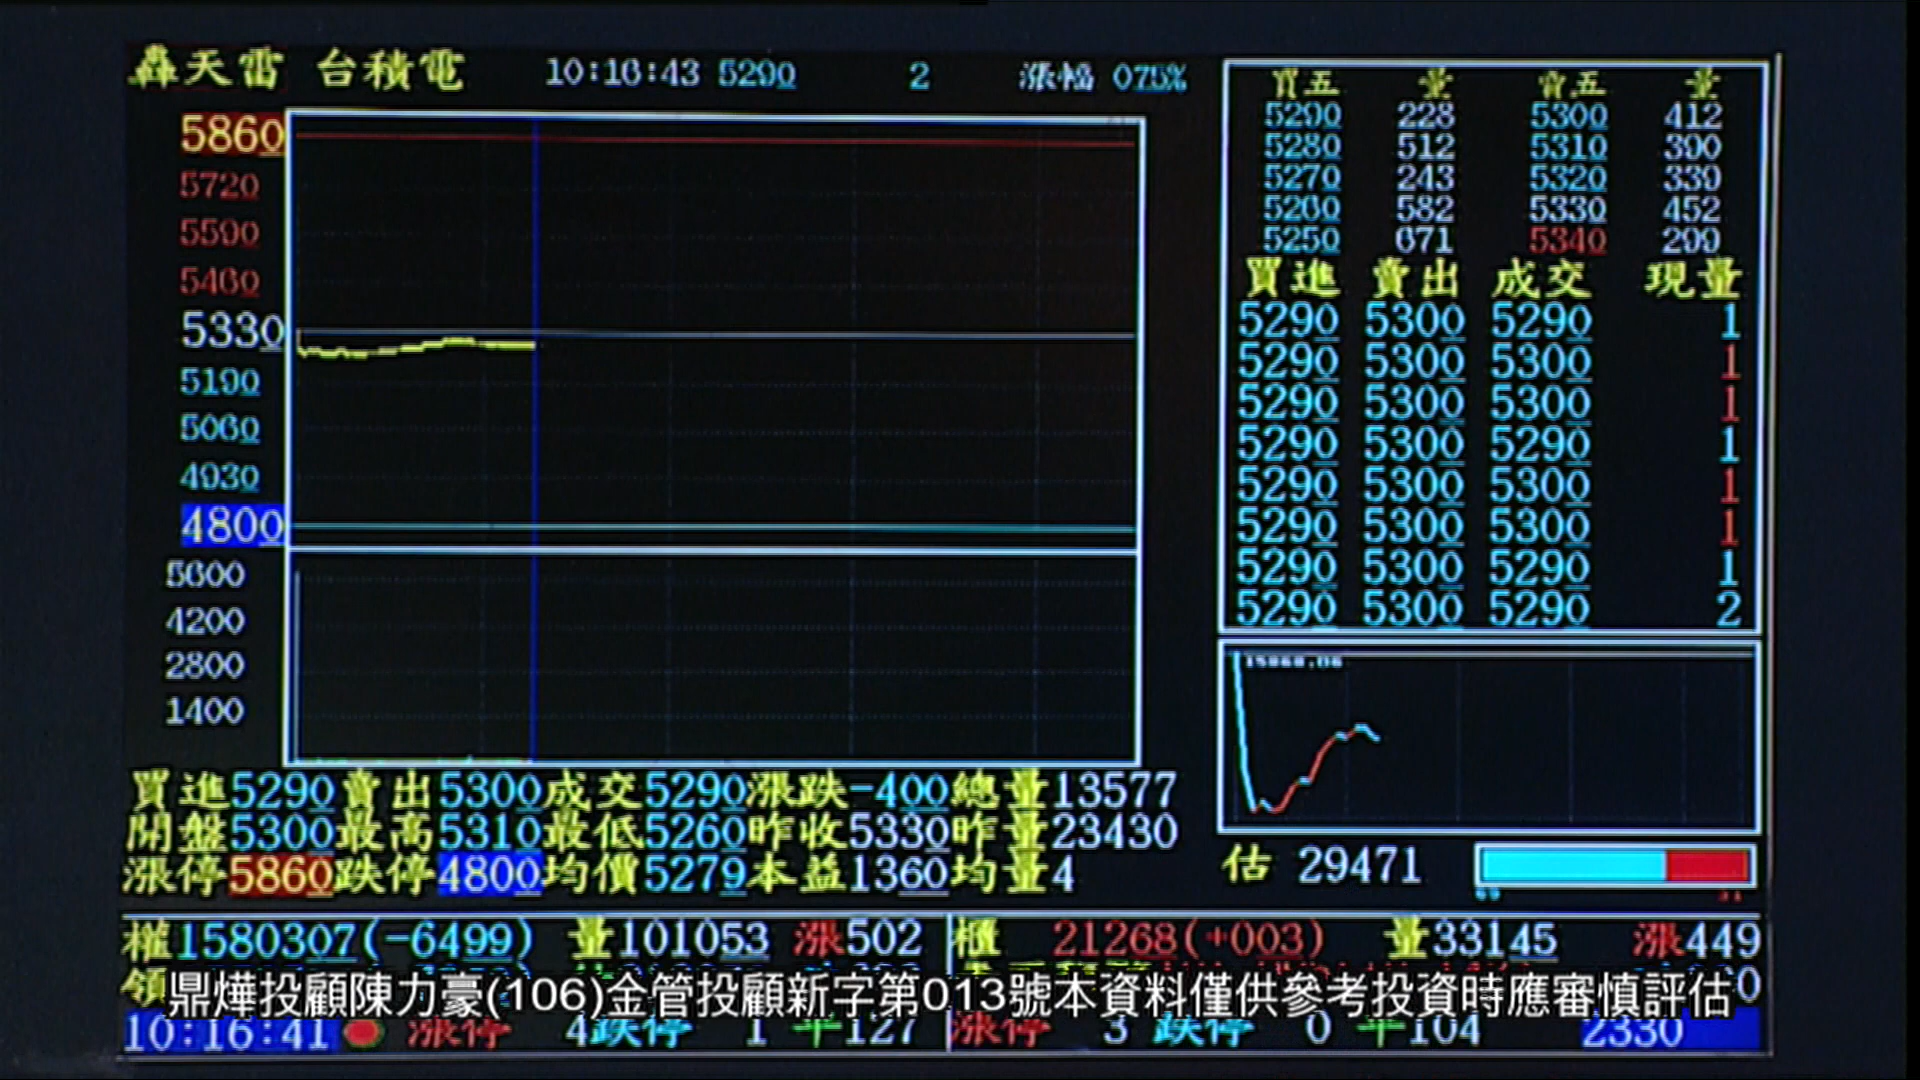 轟天雷 台積電 10:16:43 5290 2 漲幅 075%
買五 量 賣五 量
5290 228 5300 412
5280 512 5310 390
5270 243 5320 339
5260 582 5330 452
5250 671 5340 299
5860
5720
5590
5460
5330
5190
5060
4930
4800
5600
4200
2800
1400
買進 賣出 成交 現量
5290 5300 5290 1
5290 5300 5300 1
5290 5300 5300 1
5290 5300 5290 1
5290 5300 5300 1
5290 5300 5300 1
5290 5300 5290 1
5290 5300 5290 2
買進5290賣出5300成交5290漲跌-400總量13577
開盤5300最高5310最低5260昨收5330昨量23430
漲停5860跌停4800均價5279本益1360均量4
估 29471
權1580307(-6499) 量101053 漲502
櫃 21268(+003) 量33145 漲449
鼎燁投顧陳力豪(106)金管投顧新字第013號本資料僅供參考投資時應審慎評估
10:16:41 漲停 4跌停 1 平127
漲停 3 跌停 0 平104 2330